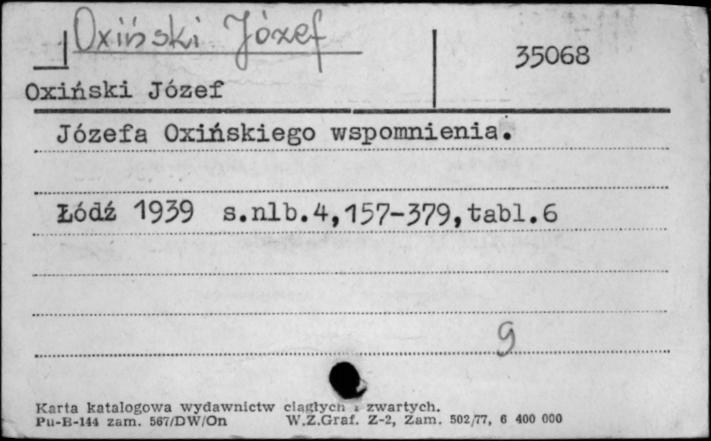 Oxiński Józef
35068
Oxiński Józef
Józefa Oxińskiego wspomnienia.
Łódź 1939 s.nlb.4,157-379,tabl.6
g
Karta katalogowa wydawnictw ciągłych i zwartych.
Pu-B-144 zam. 567/DW/On W.Z.Graf. Z-2, Zam. 502/77, 6 400 000